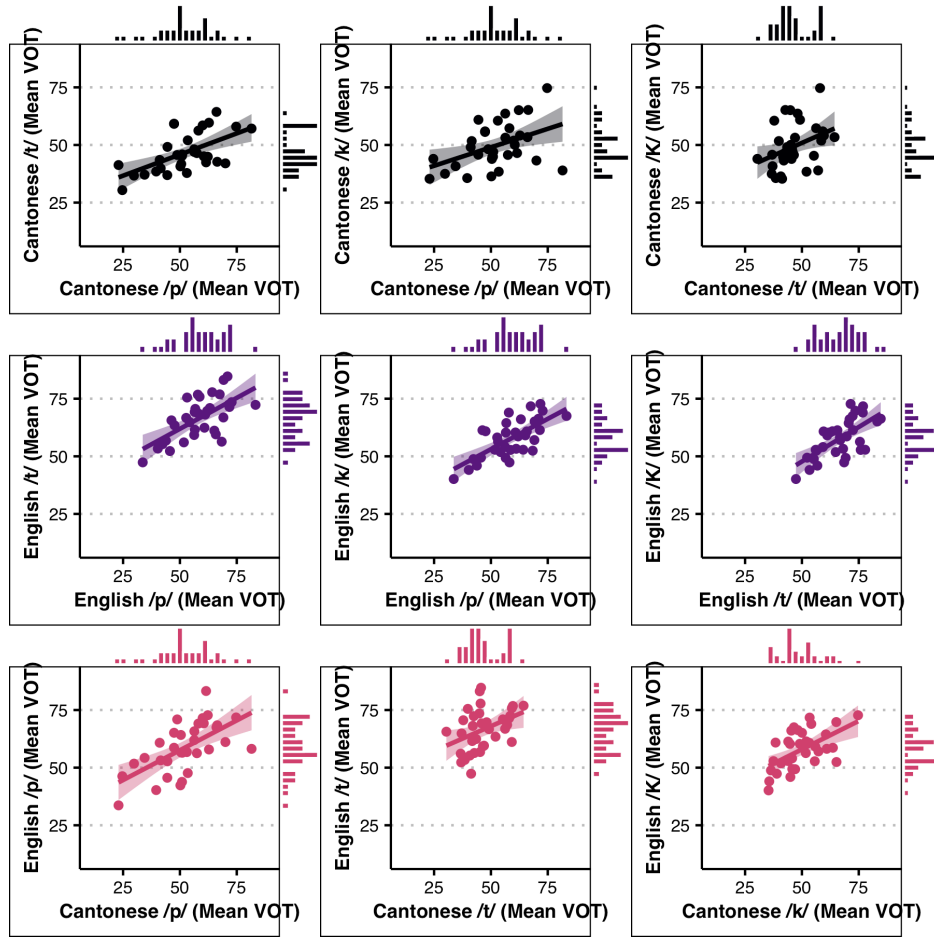 Cantonese /t/ (Mean VOT)
75
50
25
25 50 75
Cantonese /p/ (Mean VOT)
Cantonese /k/ (Mean VOT)
75
50
25
25 50 75
Cantonese /p/ (Mean VOT)
Cantonese /K/ (Mean VOT)
75
50
25
25 50 75
Cantonese /t/ (Mean VOT)
English /t/ (Mean VOT)
75
50
25
25 50 75
English /p/ (Mean VOT)
English /k/ (Mean VOT)
75
50
25
25 50 75
English /p/ (Mean VOT)
English /K/ (Mean VOT)
75
50
25
25 50 75
English /t/ (Mean VOT)
English /p/ (Mean VOT)
75
50
25
25 50 75
Cantonese /p/ (Mean VOT)
English /t/ (Mean VOT)
75
50
25
25 50 75
Cantonese /t/ (Mean VOT)
English /K/ (Mean VOT)
75
50
25
25 50 75
Cantonese /k/ (Mean VOT)